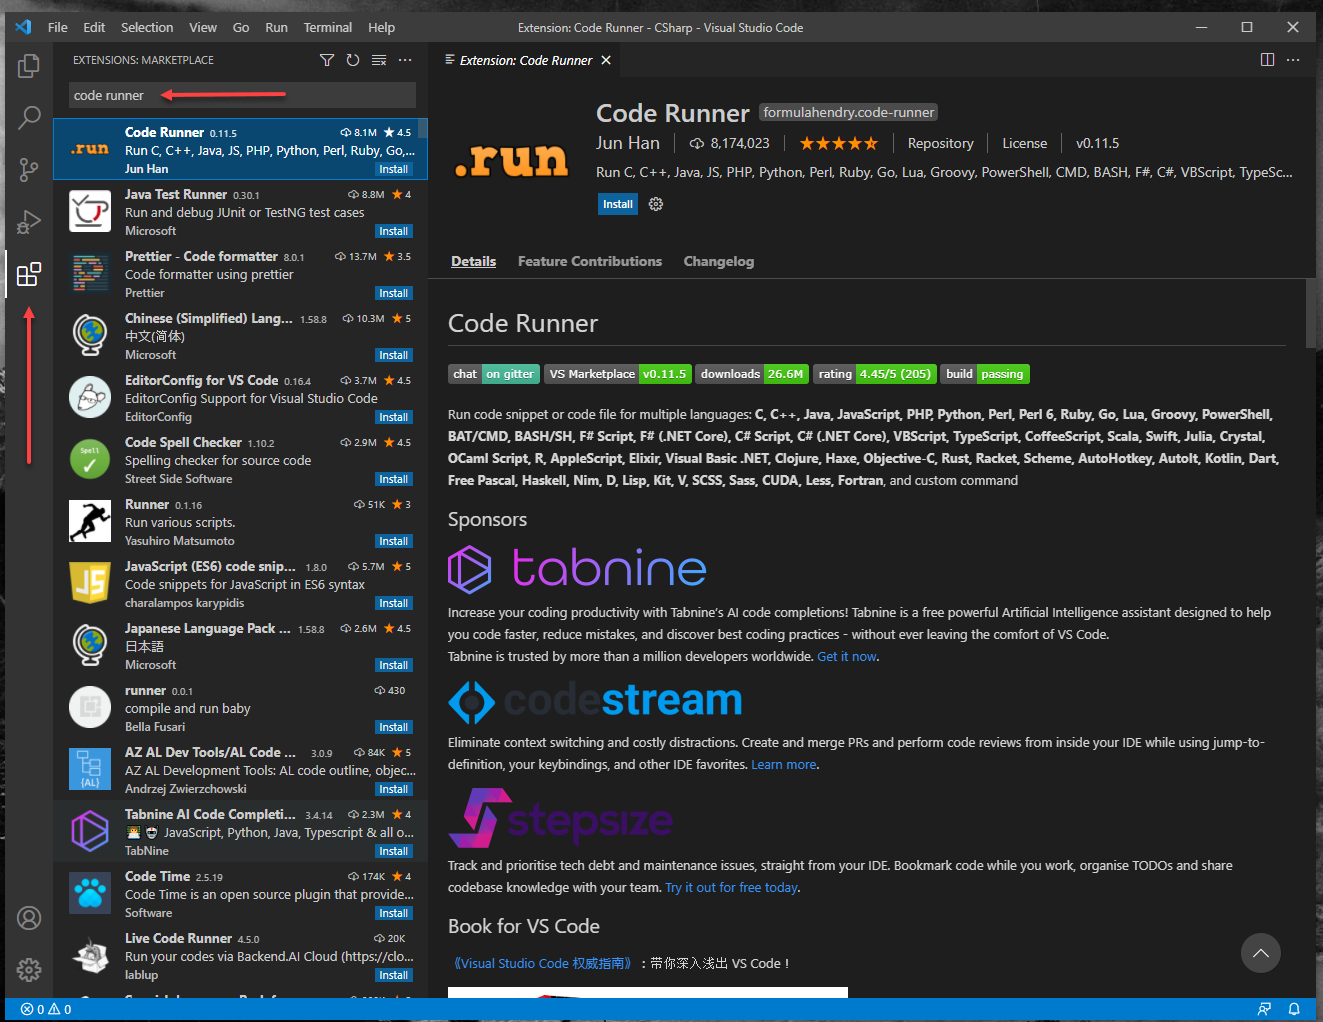 File Edit Selection View Go Run Terminal Help
Extension: Code Runner - CSharp - Visual Studio Code
EXTENSIONS: MARKETPLACE
code runner
Code Runner 0.11.5 8.1M 4.5
Run C, C++, Java, JS, PHP, Python, Perl, Ruby, Go,...
Jun Han Install
Java Test Runner 0.30.1 8.8M 4
Run and debug JUnit or TestNG test cases
Microsoft Install
Prettier - Code formatter 8.0.1 13.7M 3.5
Code formatter using prettier
Prettier Install
Chinese (Simplified) Lang... 1.58.8 10.3M 5
中文(简体)
Microsoft Install
EditorConfig for VS Code 0.16.4 3.7M 4.5
EditorConfig Support for Visual Studio Code
EditorConfig Install
Code Spell Checker 1.10.2 2.9M 4.5
Spell
Spelling checker for source code
Street Side Software Install
Runner 0.1.16 51K 3
Run various scripts.
Yasuhiro Matsumoto Install
JavaScript (ES6) code snip... 1.8.0 5.7M 5
JS
Code snippets for JavaScript in ES6 syntax
charalampos karypidis Install
Japanese Language Pack ... 1.58.8 2.6M 4.5
日本語
Microsoft Install
runner 0.0.1 430
compile and run baby
Bella Fusari Install
AZ AL Dev Tools/AL Code ... 3.0.9 84K 5
{AL}
AZ AL Development Tools: AL code outline, objec...
Andrzej Zwierzchowski Install
Tabnine AI Code Completi... 3.4.14 2.3M 4
JavaScript, Python, Java, Typescript & all o...
TabNine Install
Code Time 2.5.19 174K 4
Code Time is an open source plugin that provide...
Software Install
Live Code Runner 4.5.0 20K
Run your codes via Backend.AI Cloud (https://clo...
lablup Install
Extension: Code Runner
.run
Code Runner formulahendry.code-runner
Jun Han 8,174,023 Repository License v0.11.5
Run C, C++, Java, JS, PHP, Python, Perl, Ruby, Go, Lua, Groovy, PowerShell, CMD, BASH, F#, C#, VBScript, TypeSc...
Install
Details Feature Contributions Changelog
Code Runner
chat on gitter VS Marketplace v0.11.5 downloads 26.6M rating 4.45/5 (205) build passing
Run code snippet or code file for multiple languages: C, C++, Java, JavaScript, PHP, Python, Perl, Perl 6, Ruby, Go, Lua, Groovy, PowerShell,
BAT/CMD, BASH/SH, F# Script, F# (.NET Core), C# Script, C# (.NET Core), VBScript, TypeScript, CoffeeScript, Scala, Swift, Julia, Crystal,
OCaml Script, R, AppleScript, Elixir, Visual Basic .NET, Clojure, Haxe, Objective-C, Rust, Racket, Scheme, AutoHotkey, AutoIt, Kotlin, Dart,
Free Pascal, Haskell, Nim, D, Lisp, Kit, V, SCSS, Sass, CUDA, Less, Fortran, and custom command
Sponsors
tabnine
Increase your coding productivity with Tabnine's AI code completions! Tabnine is a free powerful Artificial Intelligence assistant designed to help
you code faster, reduce mistakes, and discover best coding practices - without ever leaving the comfort of VS Code.
Tabnine is trusted by more than a million developers worldwide. Get it now.
codestream
Eliminate context switching and costly distractions. Create and merge PRs and perform code reviews from inside your IDE while using jump-to-
definition, your keybindings, and other IDE favorites. Learn more.
stepsize
Track and prioritise tech debt and maintenance issues, straight from your IDE. Bookmark code while you work, organise TODOs and share
codebase knowledge with your team. Try it out for free today.
Book for VS Code
《Visual Studio Code 权威指南》：带你深入浅出 VS Code！
0 0